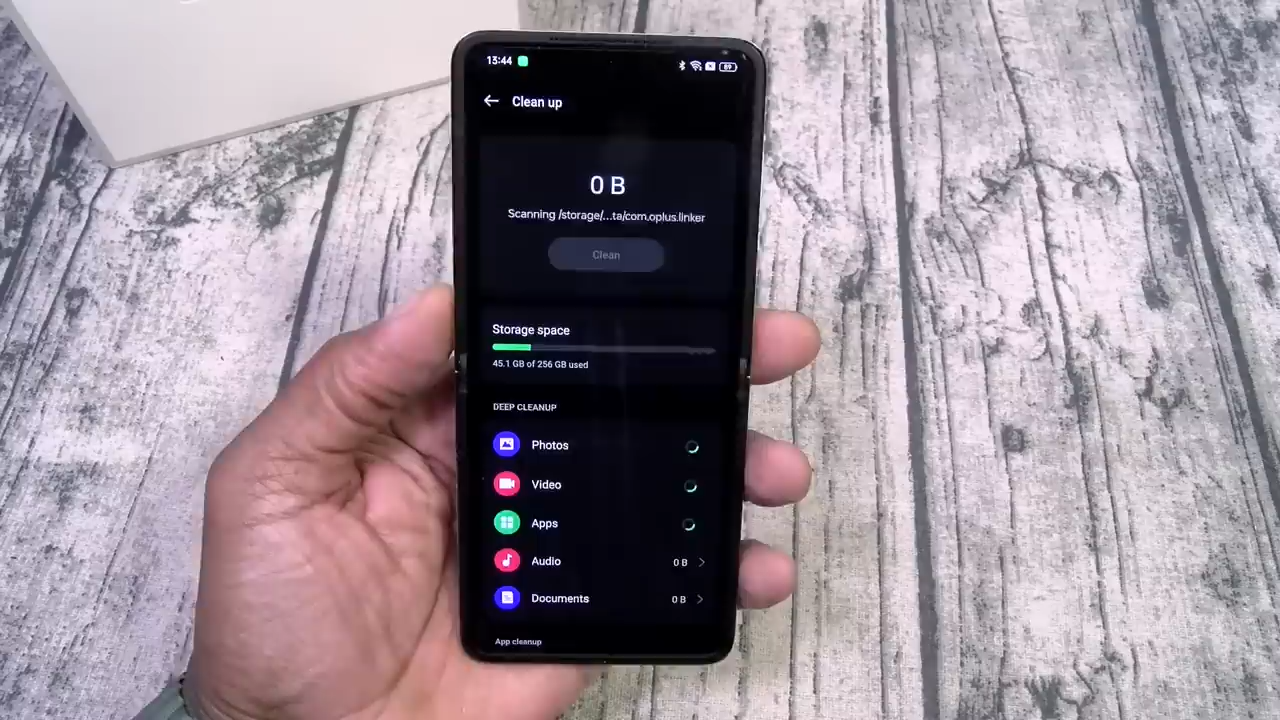 13:44
89
Clean up
0 B
Scanning /storage/...ta/com.oplus.linker
Clean
Storage space
45.1 GB of 256 GB used
DEEP CLEANUP
Photos
Video
Apps
Audio 0 B
Documents 0 B
App cleanup